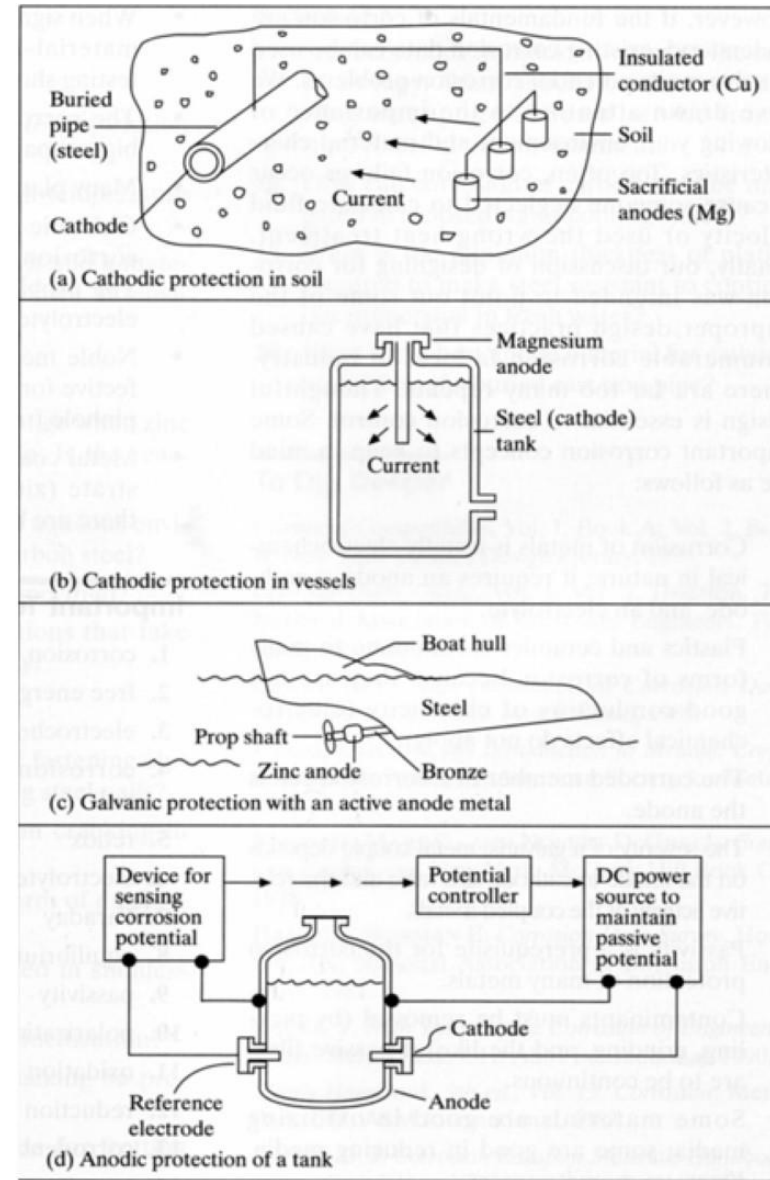 Insulated
conductor (Cu)
Buried
pipe
(steel)
Soil
Current
Sacrificial
anodes (Mg)
Cathode
(a) Cathodic protection in soil
Magnesium
anode
Steel (cathode)
tank
Current
(b) Cathodic protection in vessels
Boat hull
Steel
Prop shaft
Zinc anode
Bronze
(c) Galvanic protection with an active anode metal
Device for
sensing
corrosion
potential
Potential
controller
DC power
source to
maintain
passive
potential
Cathode
Anode
Reference
electrode
(d) Anodic protection of a tank